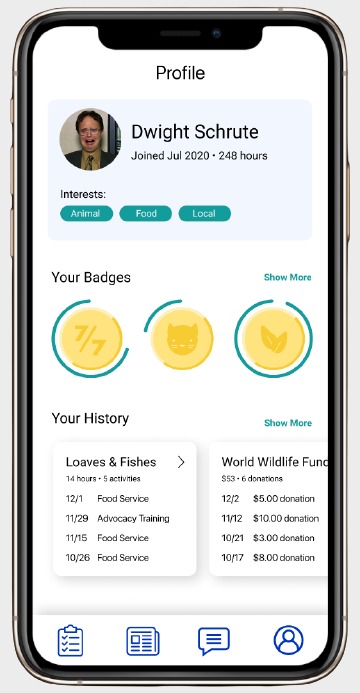 Profile
Dwight Schrute
Joined Jul 2020 • 248 hours
Interests:
Animal Food Local
Your Badges Show More
7/7
Your History Show More
Loaves & Fishes
14 hours • 5 activities
12/1 Food Service
11/29 Advocacy Training
11/15 Food Service
10/26 Food Service
World Wildlife Fund
$53 • 6 donations
12/2 $5.00 donation
11/12 $10.00 donation
10/21 $3.00 donation
10/17 $8.00 donation